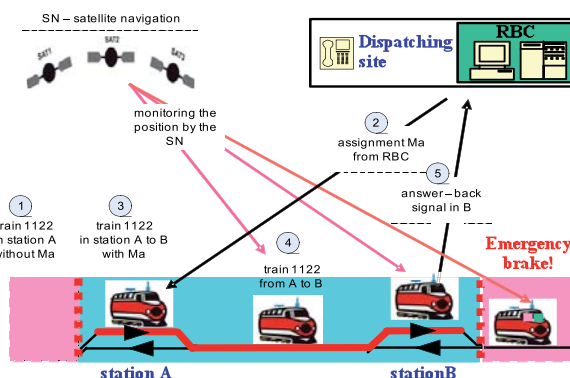 SN – satellite navigation
SAT1
SAT2
SAT3
Dispatching
site
RBC
monitoring the
position by the
SN
2
assignment Ma
from RBC
5
answer – back
signal in B
1
train 1122
n station A
without Ma
3
train 1122
in station A to B
with Ma
4
train 1122
from A to B
Emergency
brake!
station A
stationB